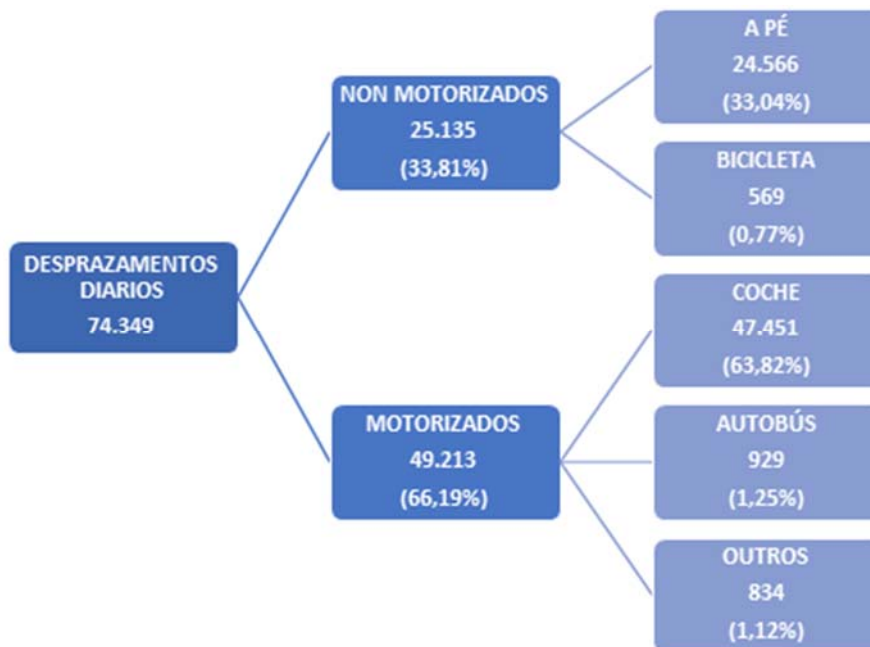 DESPRAZAMENTOS
DIARIOS
74.349
NON MOTORIZADOS
25.135
(33,81%)
MOTORIZADOS
49.213
(66,19%)
A PÉ
24.566
(33,04%)
BICICLETA
569
(0,77%)
COCHE
47.451
(63,82%)
AUTOBÚS
929
(1,25%)
OUTROS
834
(1,12%)